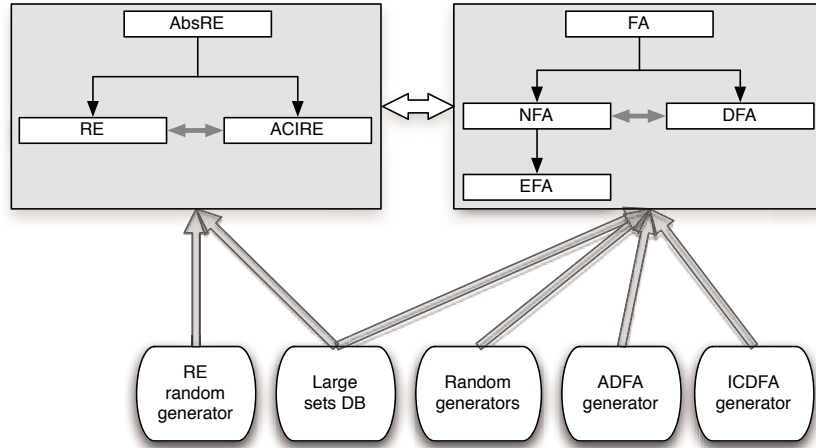 AbsRE
FA
RE
ACIRE
NFA
DFA
EFA
RE
random
generator
Large
sets DB
Random
generators
ADFA
generator
ICDFA
generator